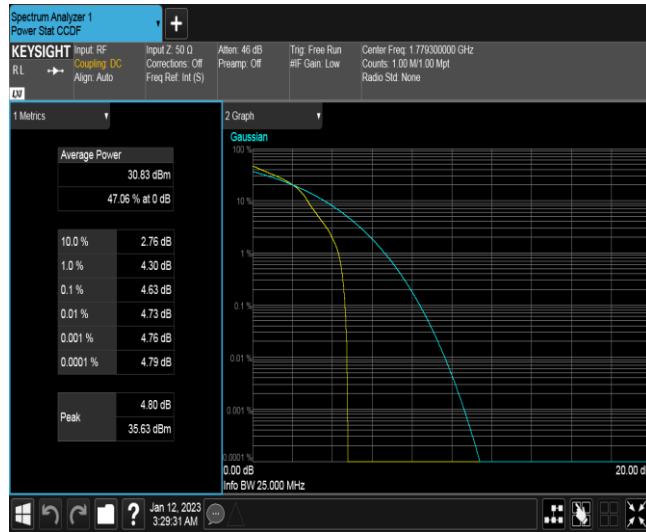 Spectrum Analyzer 1
Power Stat CCDF
KEYSIGHT
RL
LXI
Input: RF
Coupling: DC
Align: Auto
Input Z: 50 Ω
Corrections: Off
Freq Ref: Int (S)
Atten: 46 dB
Preamp: Off
Trig: Free Run
#IF Gain: Low
Center Freq: 1.779300000 GHz
Counts: 1.00 M/1.00 Mpt
Radio Std: None
1 Metrics
Average Power
30.83 dBm
47.06 % at 0 dB
10.0 % 2.76 dB
1.0 % 4.30 dB
0.1 % 4.63 dB
0.01 % 4.73 dB
0.001 % 4.76 dB
0.0001 % 4.79 dB
Peak
4.80 dB
35.63 dBm
2 Graph
Gaussian
100 %
10 %
1 %
0.1 %
0.01 %
0.001 %
0.0001 %
0.00 dB
20.00 dB
Info BW 25.000 MHz
?
Jan 12, 2023
3:29:31 AM